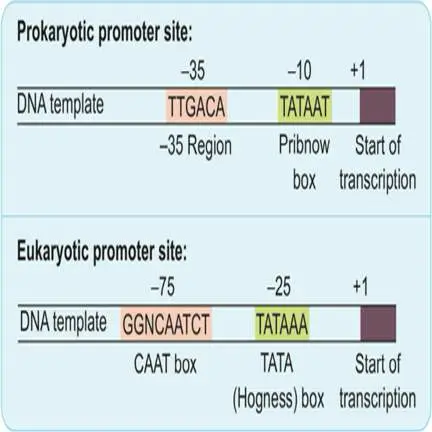 Prokaryotic promoter site:
–35 –10 +1
DNA template TTGACA TATAAT
–35 Region Pribnow Start of
box transcription
Eukaryotic promoter site:
–75 –25 +1
DNA template GGNCAATCT TATAAA
CAAT box TATA Start of
(Hogness) box transcription